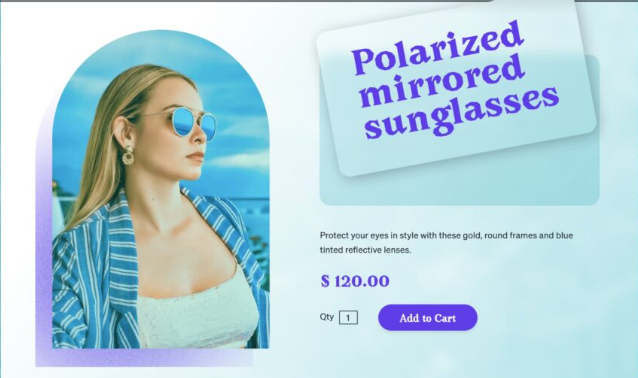 Polarized
mirrored
sunglasses
Protect your eyes in style with these gold, round frames and blue
tinted reflective lenses.
$ 120.00
Qty 1 Add to Cart